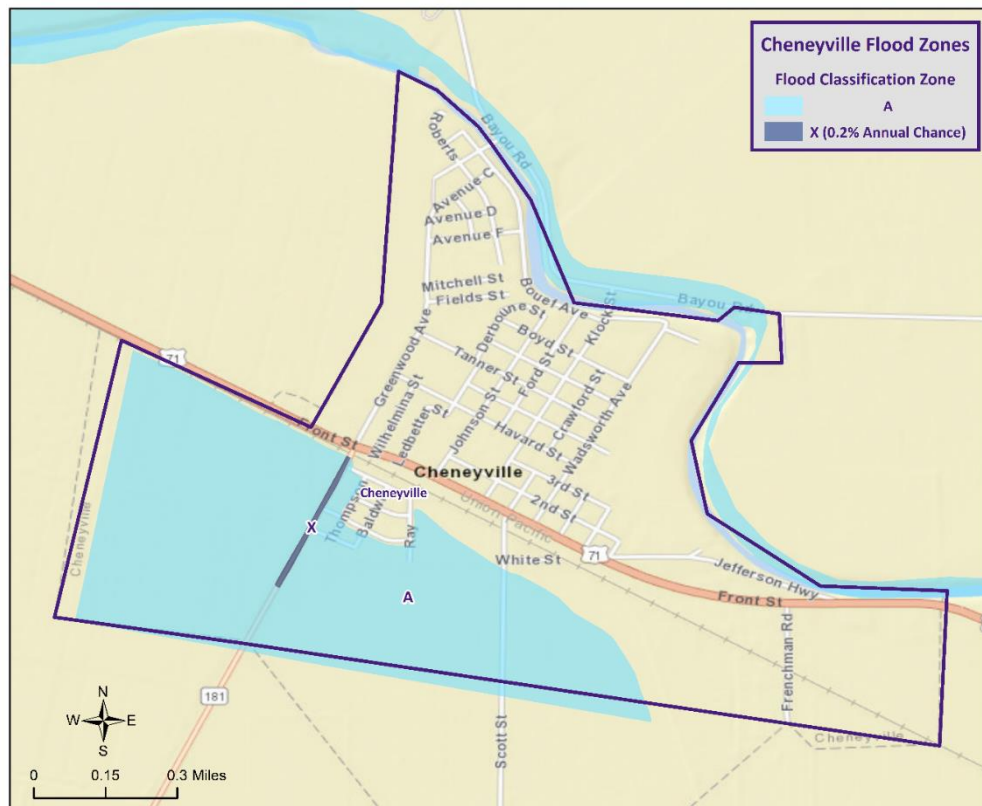 Cheneyville Flood Zones
Flood Classification Zone
A
X (0.2% Annual Chance)
Roberts
Bayou Rd
Avenue C
Avenue D
Avenue F
Mitchell St
Fields St
Bouef Ave
Bayou Rd
Klock St
Derboune St
Boyd St
Greenwood Ave
Tanner St
Ford St
Crawford St
Wilhelmina St
Ledbetter St
Johnson St
Wadsworth Ave
Havard St
71
Front St
Cheneyville
3rd St
2nd St
Cheneyville
Thompson
Baldwi
Ray
Union Pacific
71
White St
X
A
Jefferson Hwy
Front St
Frenchman Rd
Cheneyville
181
Scott St
Cheneyville
N
W
E
S
0
0.15
0.3 Miles